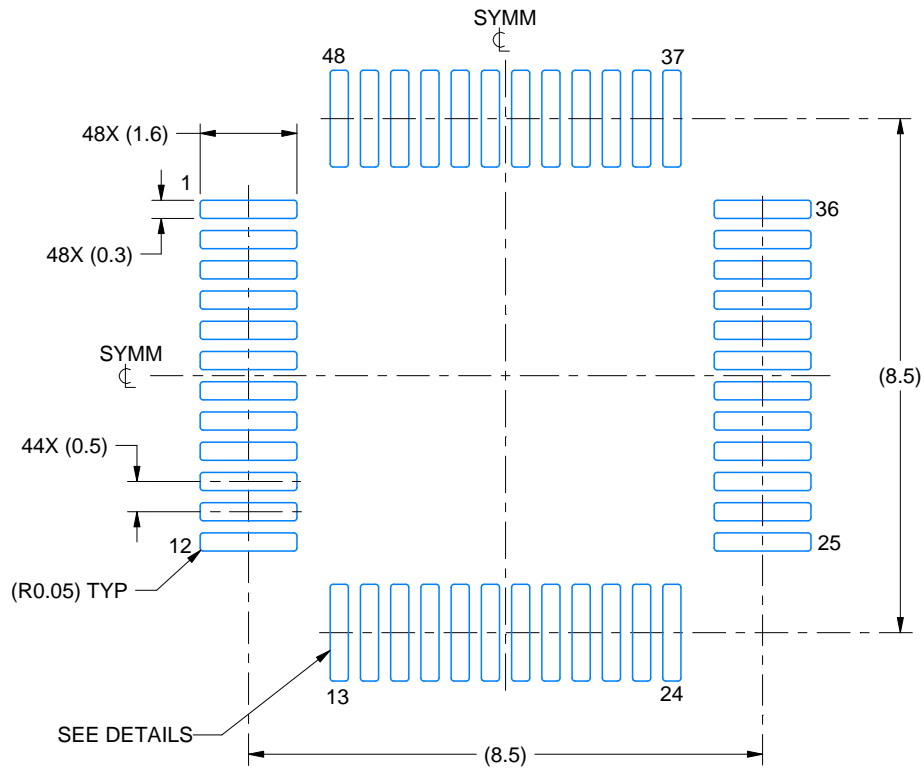 SYMM
48
37
48X (1.6)
1
36
48X (0.3)
SYMM
(8.5)
44X (0.5)
12
25
(R0.05) TYP
13
24
SEE DETAILS
(8.5)